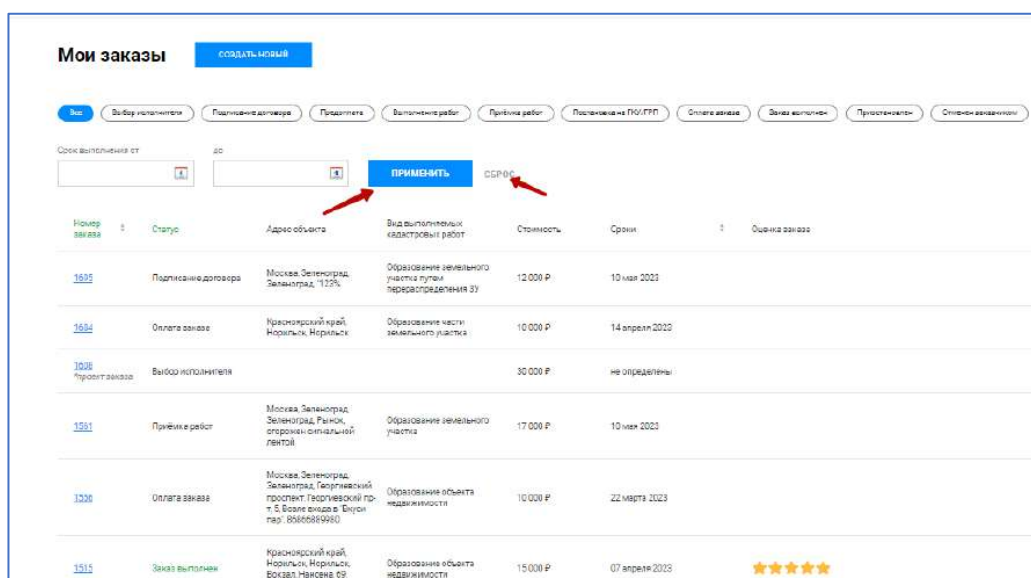 Мои заказы
СОЗДАТЬ НОВЫЙ
Все Выбор исполнителя Подписание договора Предоплата Выполнение работ Приёмка работ Постановка на ГКУ/ГРП Оплата заказа Заказ выполнен Приостановлен Отменен заказчиком
Срок выполнения от до
ПРИМЕНИТЬ СБРОС
Номер заказа Статус Адрес объекта Вид выполняемых кадастровых работ Стоимость Сроки Оценка заказа
1695 Подписание договора Москва, Зеленоград, 12 000 ₽ 10 мая 2023
Зеленоград, "123%
Образование земельного
участка путем
перераспределения ЗУ
1684 Оплата заказа Красноярский край, 10 000 ₽ 14 апреля 2023
Норильск, Норильск
Образование части
земельного участка
*проект заказа Выбор исполнителя 30 000 ₽ не определены
1561 Приёмка работ Москва, Зеленоград, 17 000 ₽ 10 мая 2023
Зеленоград, Рынок,
огорожен сигнальной
лентой
Образование земельного
участка
1556 Оплата заказа Москва, Зеленоград, 10 000 ₽ 22 марта 2023
Зеленоград, Георгиевский
проспект, Георгиевский пр-
т, 5, Возле входа в "Вкуси
пар". 85866889980
Образование объекта
недвижимости
1515 Заказ выполнен Красноярский край, 15 000 ₽ 07 апреля 2023
Норильск, Норильск,
Вокзал, Нансена, 69
Образование объекта
недвижимости